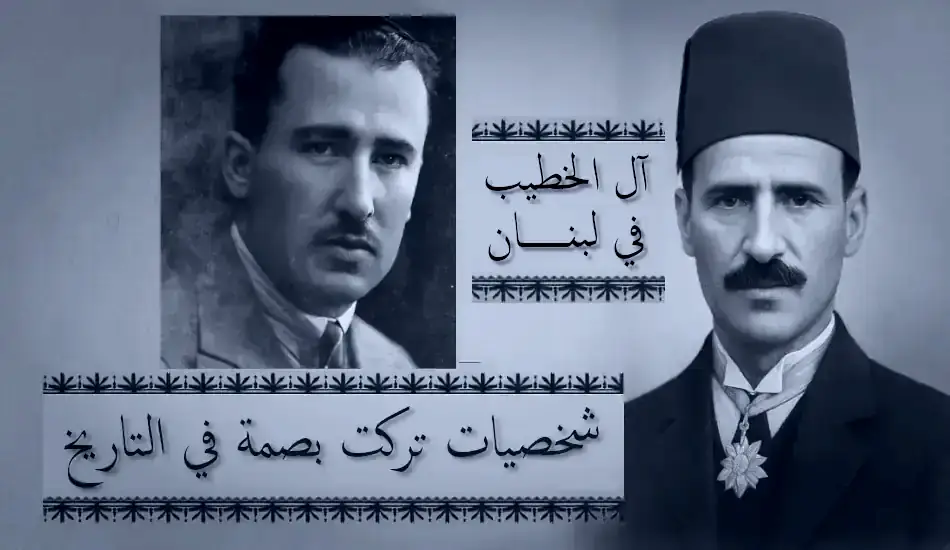 آل الخطيب
في لبنـــان
شخصيات تركت بصمة في التاريخ